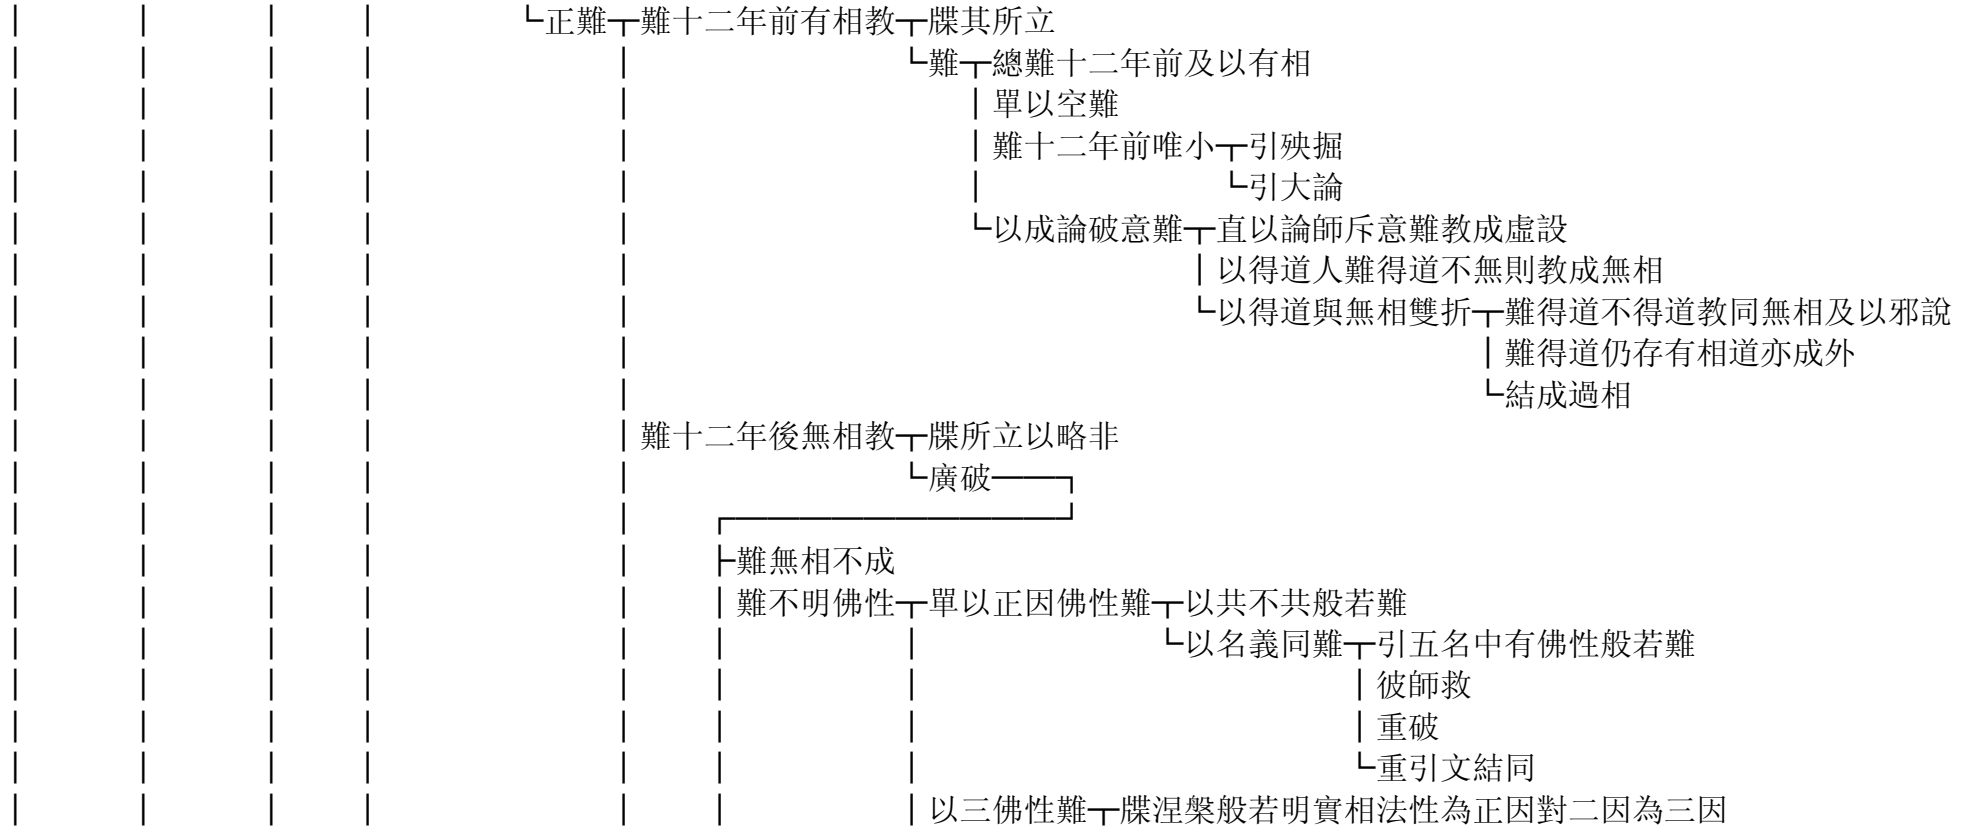 正難 難十二年前有相教 牒其所立
難 總難十二年前及以有相
單以空難
難十二年前唯小 引殃掘
引大論
以成論破意難 直以論師斥意難教成虛設
以得道人難得道不無則教成無相
以得道與無相雙折 難得道不得道教同無相及以邪說
難得道仍存有相道亦成外
結成過相
難十二年後無相教 牒所立以略非
廣破
難無相不成
難不明佛性 單以正因佛性難 以共不共般若難
以名義同難 引五名中有佛性般若難
彼師救
重破
重引文結同
以三佛性難 牒涅槃般若明實相法性為正因對二因為三因